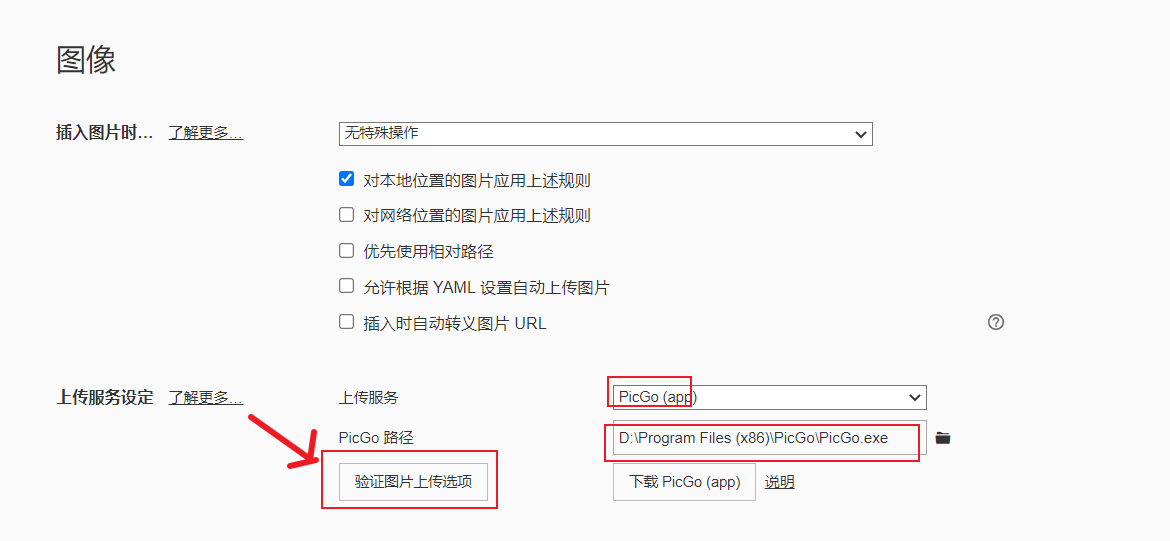 图像
插入图片时... 了解更多... 无特殊操作
对本地位置的图片应用上述规则
对网络位置的图片应用上述规则
优先使用相对路径
允许根据 YAML 设置自动上传图片
插入时自动转义图片 URL ?
上传服务设定 了解更多... 上传服务 PicGo (app)
PicGo 路径 D:\Program Files (x86)\PicGo\PicGo.exe
验证图片上传选项 下载 PicGo (app) 说明